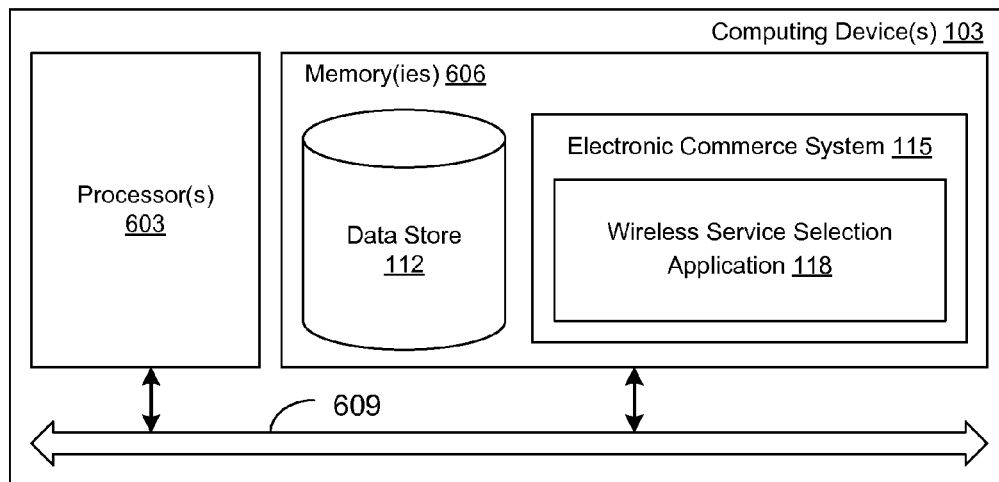 Computing Device(s) 103
Memory(ies) 606
Electronic Commerce System 115
Processor(s)
603
Data Store
112
Wireless Service Selection
Application 118
609